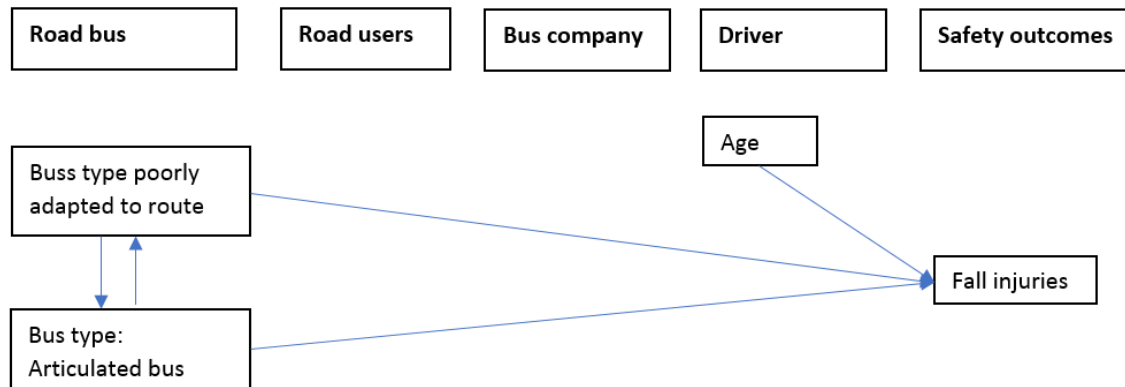 Road bus
Road users
Bus company
Driver
Safety outcomes
Age
Buss type poorly
adapted to route
Fall injuries
Bus type:
Articulated bus